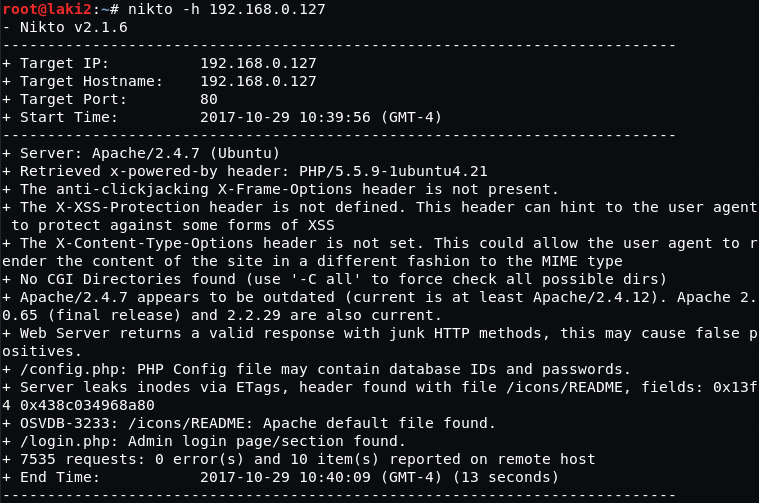 root@laki2:~# nikto -h 192.168.0.127
- Nikto v2.1.6
---------------------------------------------------------------------------
+ Target IP:          192.168.0.127
+ Target Hostname:    192.168.0.127
+ Target Port:        80
+ Start Time:         2017-10-29 10:39:56 (GMT-4)
---------------------------------------------------------------------------
+ Server: Apache/2.4.7 (Ubuntu)
+ Retrieved x-powered-by header: PHP/5.5.9-1ubuntu4.21
+ The anti-clickjacking X-Frame-Options header is not present.
+ The X-XSS-Protection header is not defined. This header can hint to the user agent
 to protect against some forms of XSS
+ The X-Content-Type-Options header is not set. This could allow the user agent to r
ender the content of the site in a different fashion to the MIME type
+ No CGI Directories found (use '-C all' to force check all possible dirs)
+ Apache/2.4.7 appears to be outdated (current is at least Apache/2.4.12). Apache 2.
0.65 (final release) and 2.2.29 are also current.
+ Web Server returns a valid response with junk HTTP methods, this may cause false p
ositives.
+ /config.php: PHP Config file may contain database IDs and passwords.
+ Server leaks inodes via ETags, header found with file /icons/README, fields: 0x13f
4 0x438c034968a80
+ OSVDB-3233: /icons/README: Apache default file found.
+ /login.php: Admin login page/section found.
+ 7535 requests: 0 error(s) and 10 item(s) reported on remote host
+ End Time:           2017-10-29 10:40:09 (GMT-4) (13 seconds)
---------------------------------------------------------------------------